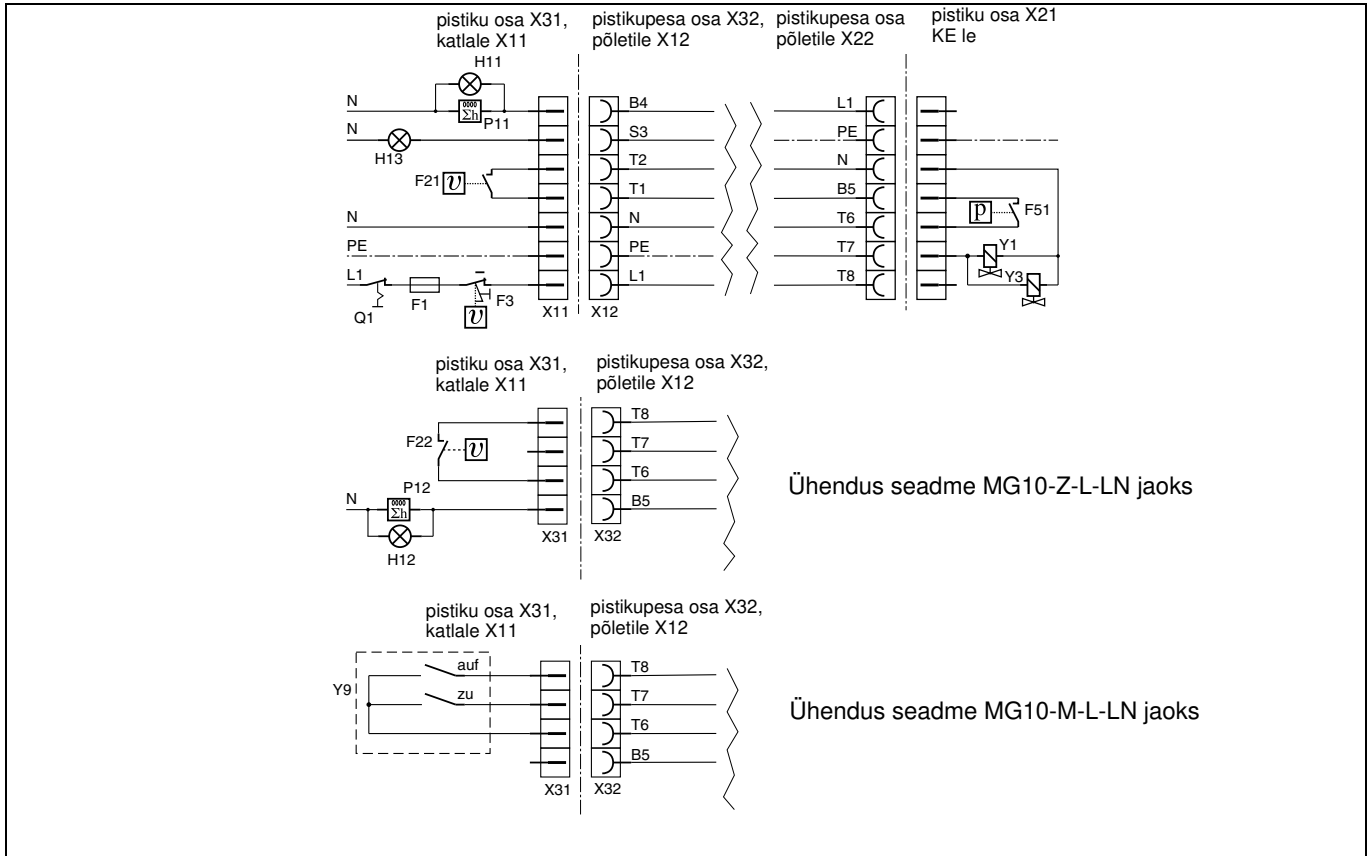 pistiku osa X31,
katlale X11
pistikupesa osa X32,
põletile X12
pistikupesa osa
põletile X22
pistiku osa X21
KE le
H11
N
0000
Σh
P11
N
H13
F21
υ
N
PE
L1
Q1
F1
F3
υ
X11
X12
B4
S3
T2
T1
N
PE
L1
L1
PE
N
B5
T6
T7
T8
p
F51
Y1
Y3
pistiku osa X31,
katlale X11
pistikupesa osa X32,
põletile X12
F22
υ
P12
N
0000
Σh
H12
X31
X32
T8
T7
T6
B5
Ühendus seadme MG10-Z-L-LN jaoks
pistiku osa X31,
katlale X11
pistikupesa osa X32,
põletile X12
Y9
auf
zu
X31
X32
T8
T7
T6
B5
Ühendus seadme MG10-M-L-LN jaoks